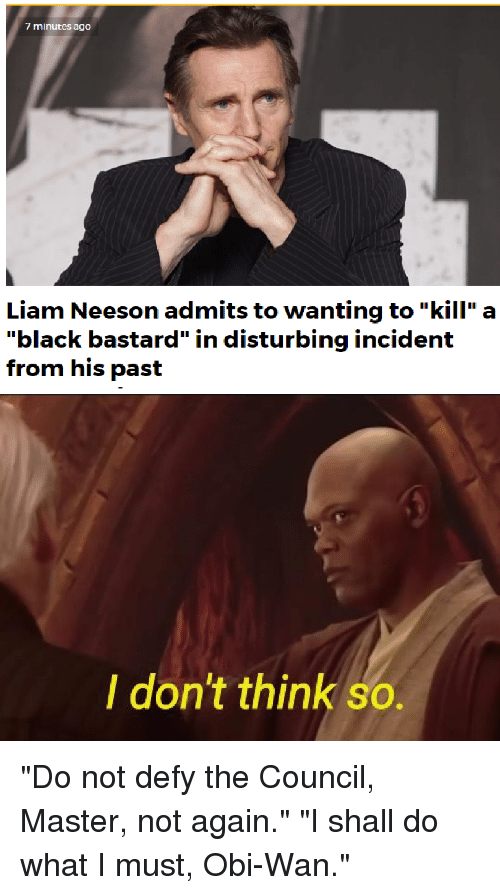 7 minutes ago
Liam Neeson admits to wanting to "kill" a
"black bastard" in disturbing incident
from his past
I don't think so.
"Do not defy the Council,
Master, not again." "I shall do
what I must, Obi-Wan."